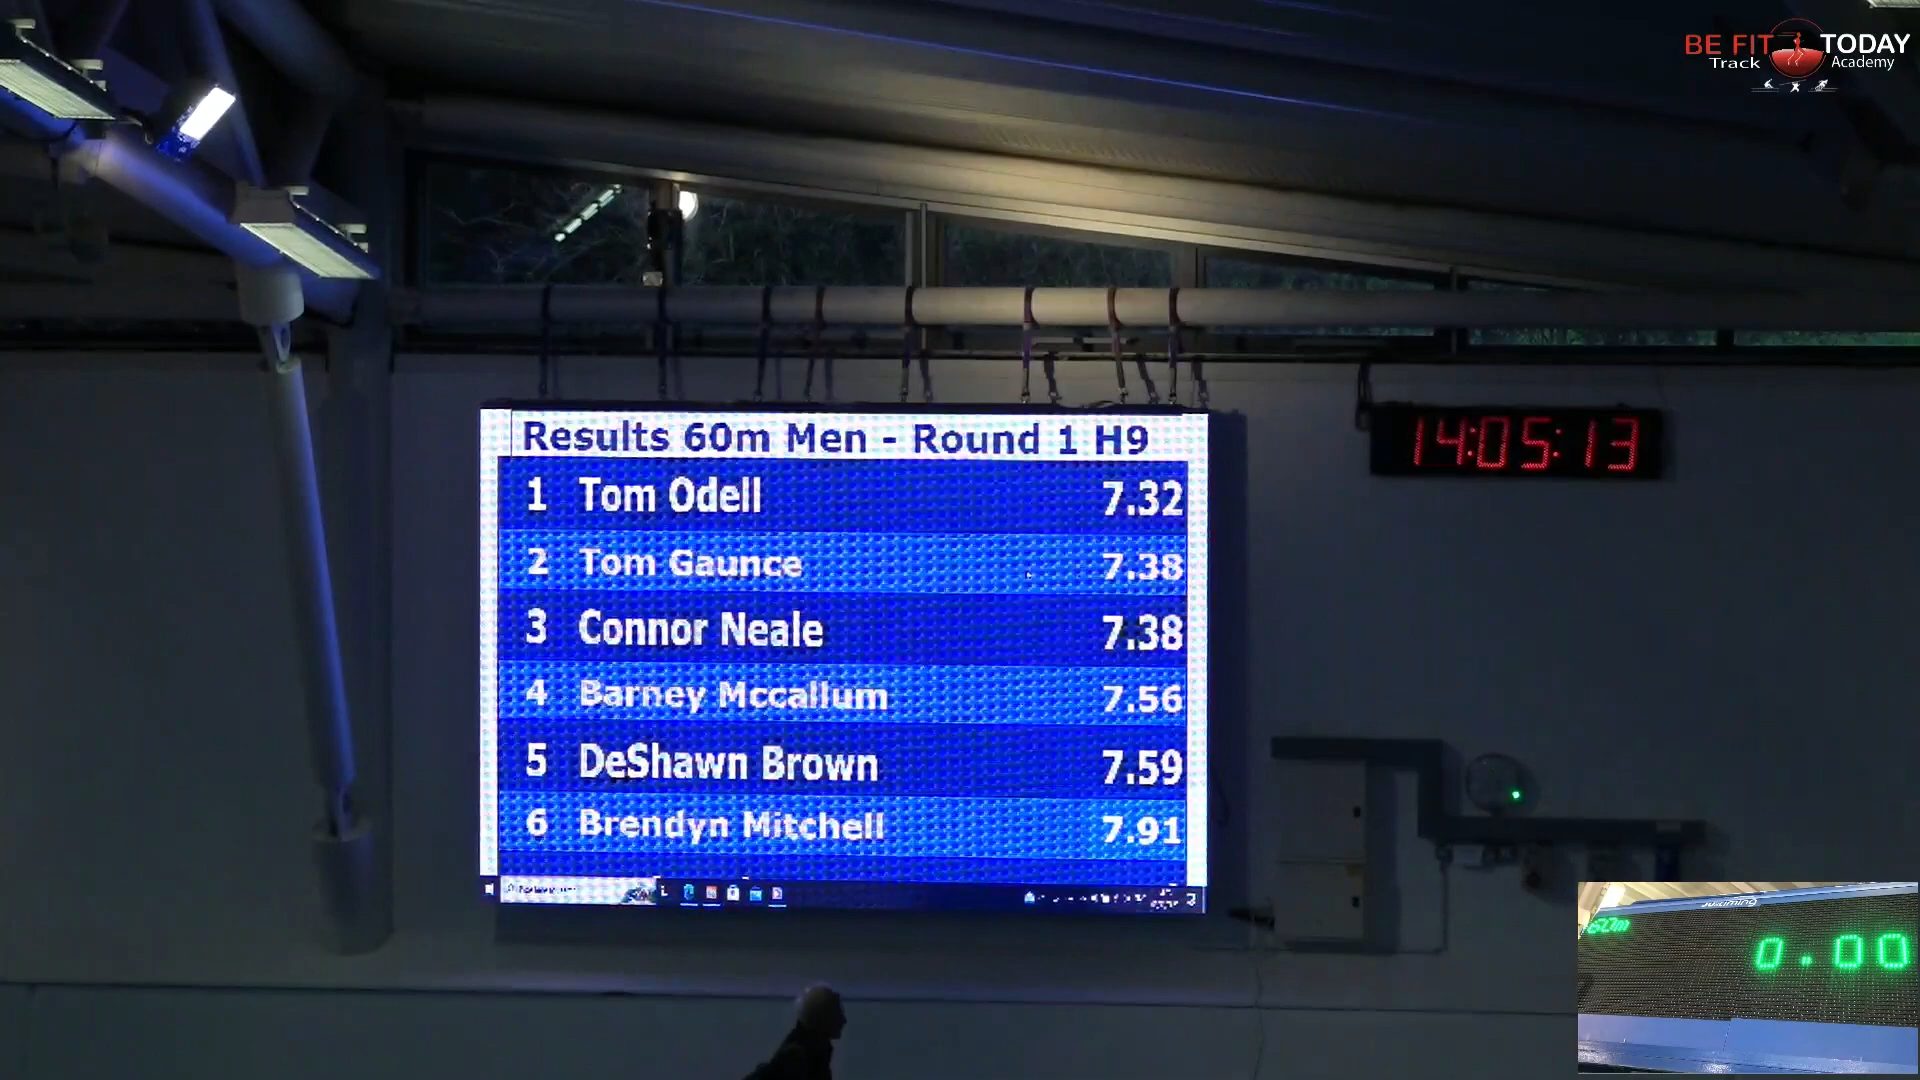 BE FIT TODAY
Track Academy
Results 60m Men - Round 1 H9
1 Tom Odell 7.32
2 Tom Gaunce 7.38
3 Connor Neale 7.38
4 Barney Mccallum 7.56
5 DeShawn Brown 7.59
6 Brendyn Mitchell 7.91
14:05:13
60m
0.00